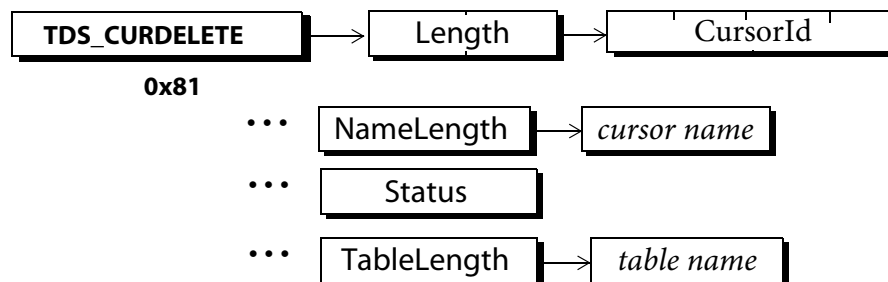 TDS_CURDELETE Length CursorId
0x81
... NameLength cursor name
... Status
... TableLength table name